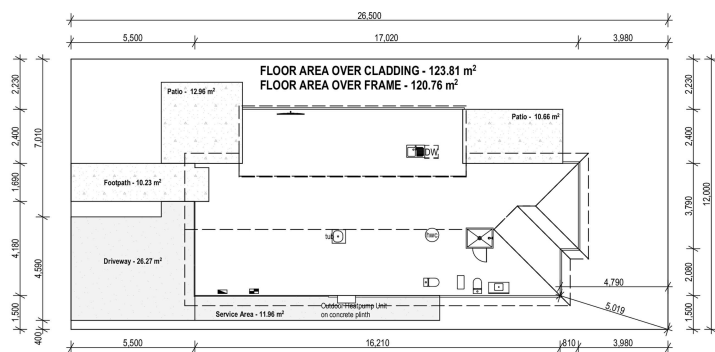 26,500
5,500
17,020
3,980
FLOOR AREA OVER CLADDING - 123.81 m²
FLOOR AREA OVER FRAME - 120.76 m²
Patio - 12.96 m²
Patio - 10.66 m²
DW
Footpath - 10.23 m²
tub
hwc
Driveway - 26.27 m²
Outdoor Heatpump Unit
on concrete plinth
Service Area - 11.96 m²
4,790
5,019
2,230
2,400
1,690
4,180
1,500
7,010
4,590
400
2,230
2,400
3,790
2,080
1,500
12,000
5,500
16,210
810
3,980